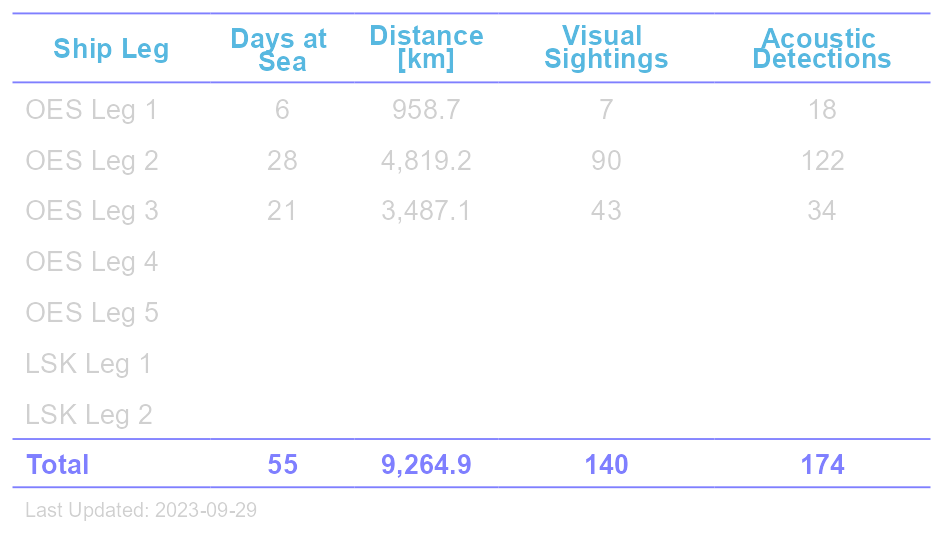 Ship Leg Days at Sea Distance [km] Visual Sightings Acoustic Detections
OES Leg 1 6 958.7 7 18
OES Leg 2 28 4,819.2 90 122
OES Leg 3 21 3,487.1 43 34
OES Leg 4
OES Leg 5
LSK Leg 1
LSK Leg 2
Total 55 9,264.9 140 174
Last Updated: 2023-09-29